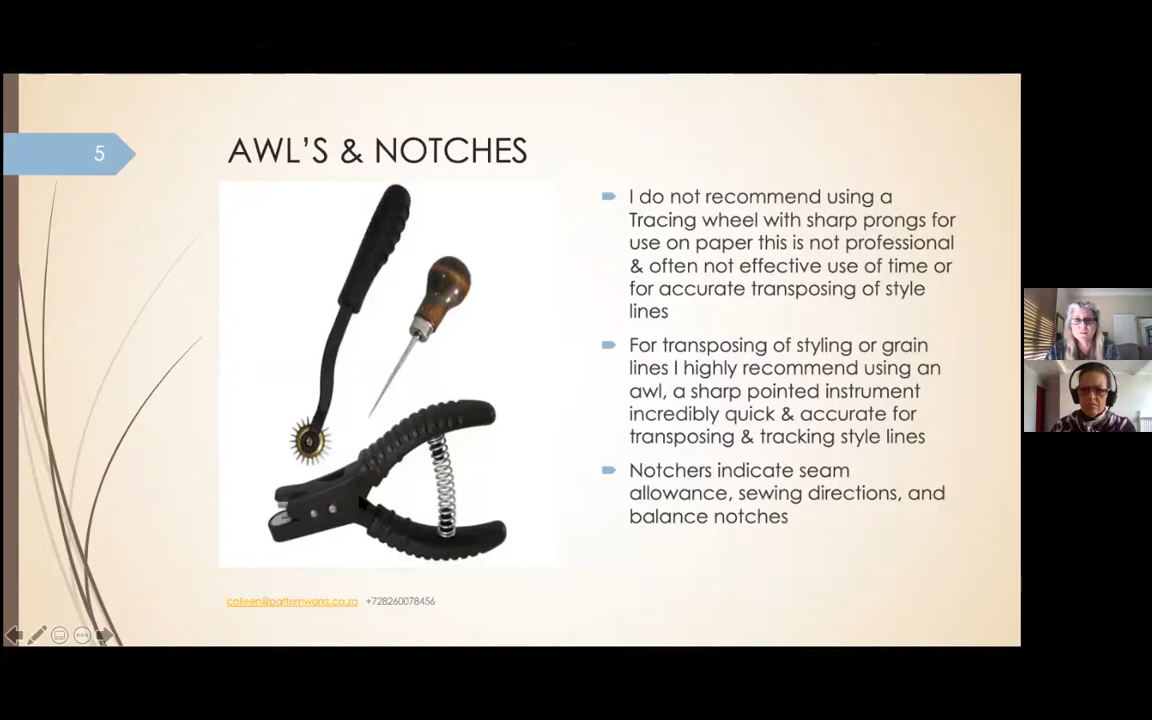 5
AWL'S & NOTCHES
I do not recommend using a
Tracing wheel with sharp prongs for
use on paper this is not professional
& often not effective use of time or
for accurate transposing of style
lines
For transposing of styling or grain
lines I highly recommend using an
awl, a sharp pointed instrument
incredibly quick & accurate for
transposing & tracking style lines
Notchers indicate seam
allowance, sewing directions, and
balance notches
colleen@patternworks.co.za +728260078456